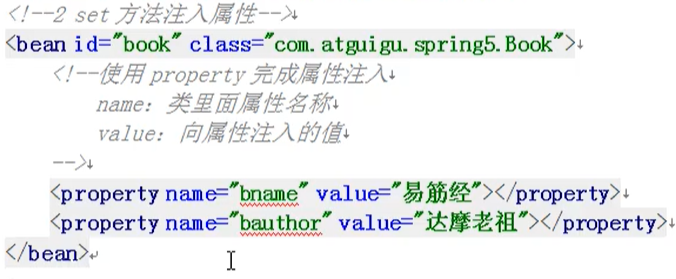 <!--2 set 方法注入属性-->
<bean id="book" class="com.atguigu.spring5.Book">
<!--使用 property 完成属性注入
name：类里面属性名称
value：向属性注入的值
-->
<property name="bname" value="易筋经"></property>
<property name="bauthor" value="达摩老祖"></property>
</bean>